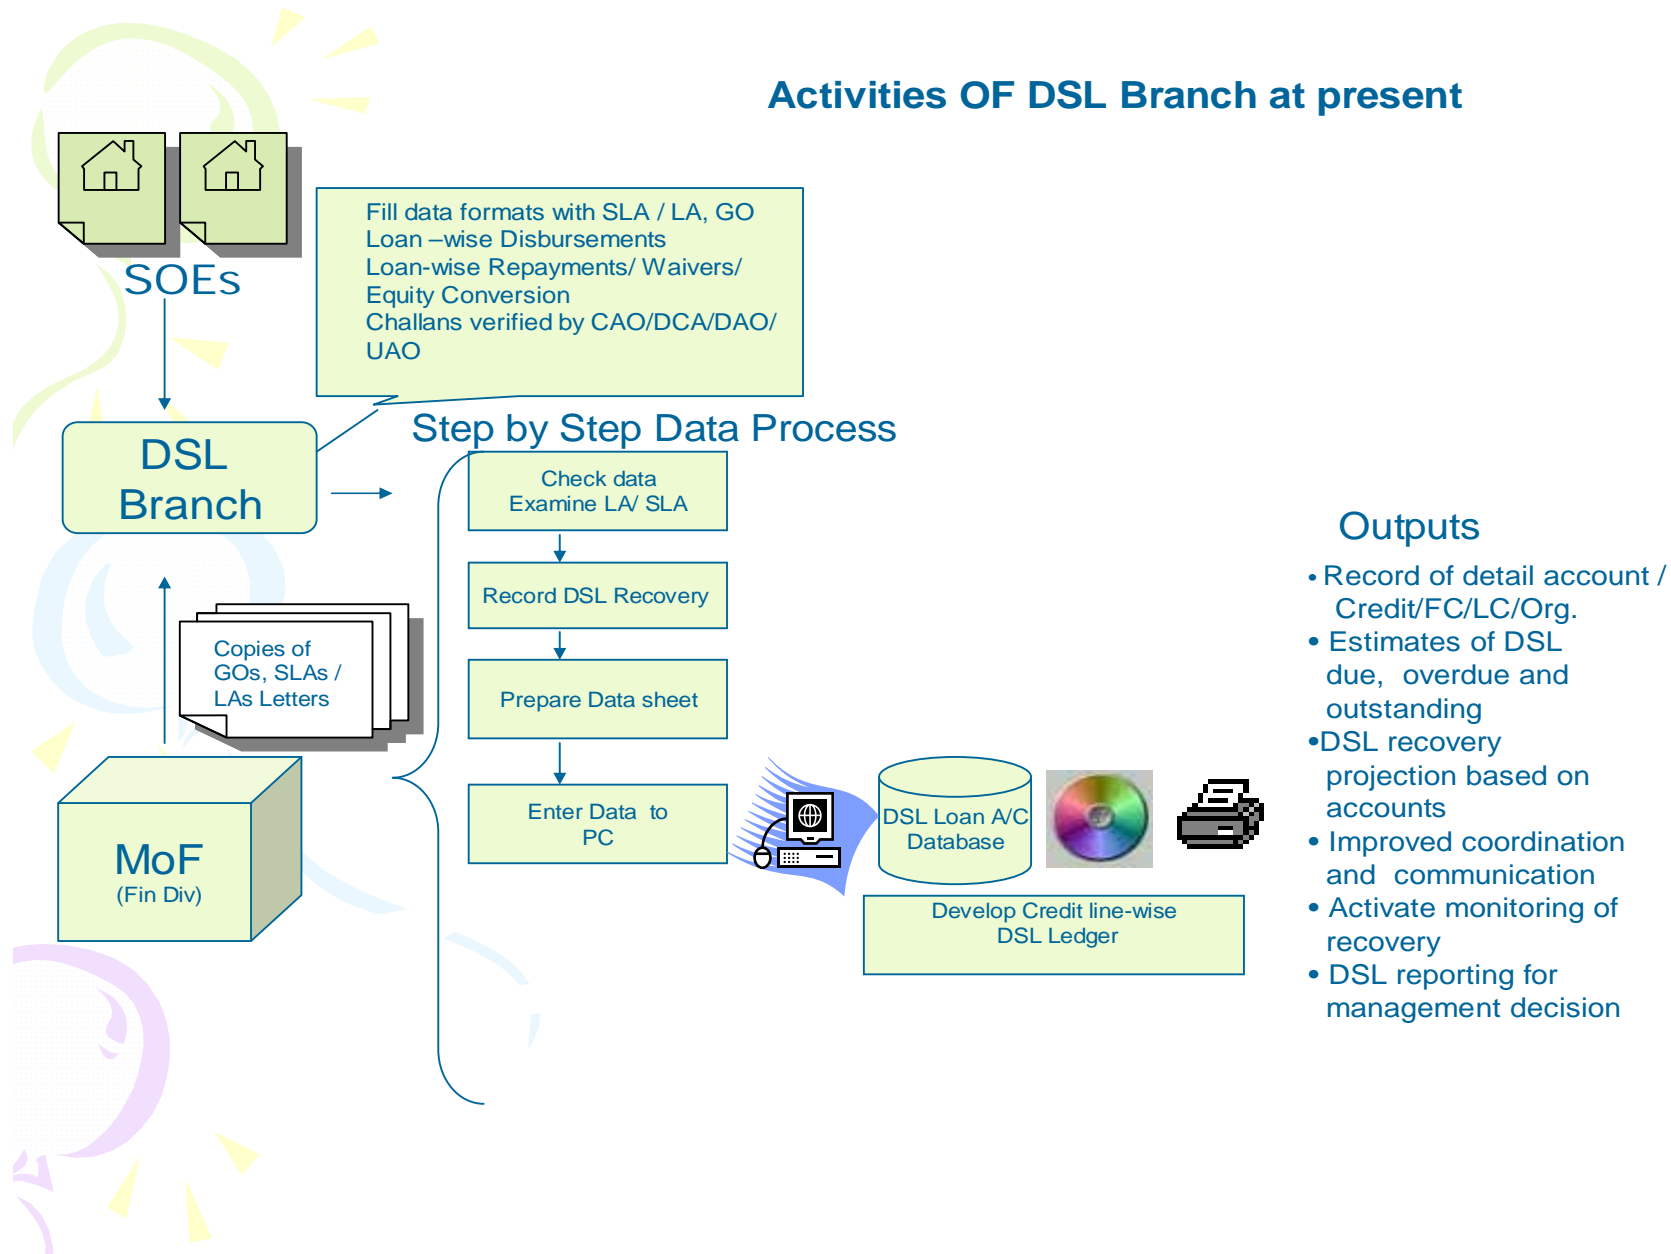 Activities OF DSL Branch at present
SOEs
Fill data formats with SLA / LA, GO
Loan –wise Disbursements
Loan-wise Repayments/ Waivers/
Equity Conversion
Challans verified by CAO/DCA/DAO/
UAO
DSL
Branch
Step by Step Data Process
Check data
Examine LA/ SLA
Record DSL Recovery
Prepare Data sheet
Enter Data to
PC
Copies of
GOs, SLAs /
LAs Letters
MoF
(Fin Div)
DSL Loan A/C
Database
Develop Credit line-wise
DSL Ledger
Outputs
• Record of detail account /
Credit/FC/LC/Org.
• Estimates of DSL
due, overdue and
outstanding
•DSL recovery
projection based on
accounts
• Improved coordination
and communication
• Activate monitoring of
recovery
• DSL reporting for
management decision